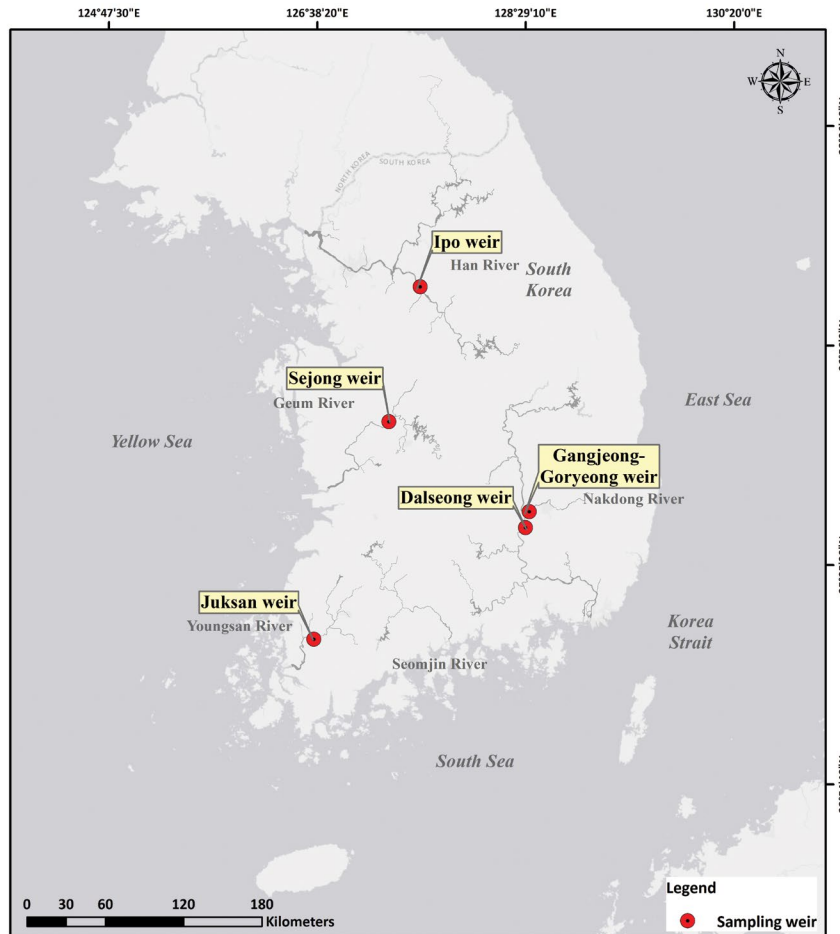 124°47'30"E
126°38'20"E
128°29'10"E
130°20'0"E
N
W
E
S
NORTH KOREA
SOUTH KOREA
Ipo weir
Han River
South
Korea
Sejong weir
Geum River
East Sea
Yellow Sea
Gangjeong-
Goryeong weir
Dalseong weir
Nakdong River
Juksan weir
Youngsan River
Korea
Strait
Seomjin River
South Sea
0
30
60
120
180
Kilometers
Legend
Sampling weir